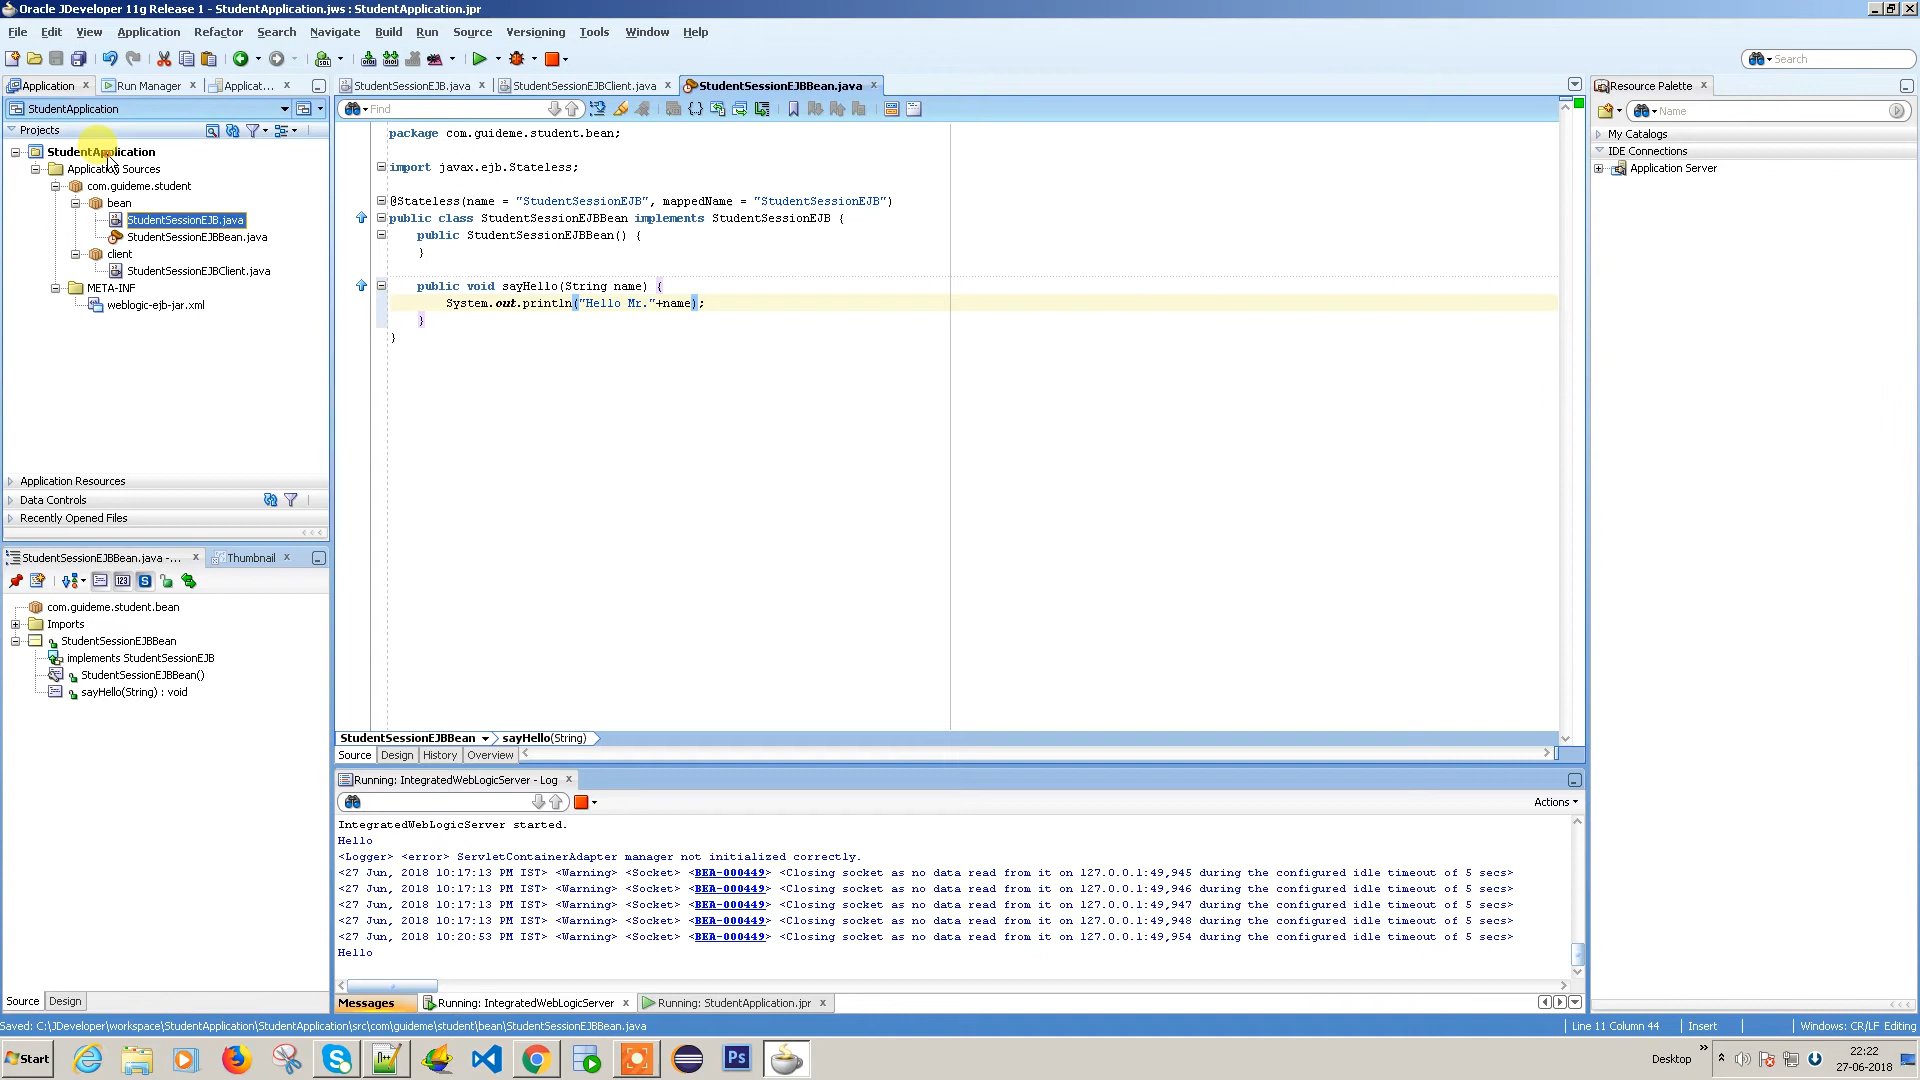 Oracle JDeveloper 11g Release 1 - StudentApplication.jws : StudentApplication.jpr
File Edit View Application Refactor Search Navigate Build Run Source Versioning Tools Window Help
Search
Application Run Manager Applicat...
StudentSessionEJB.java StudentSessionEJBClient.java StudentSessionEJBBean.java
Resource Palette
StudentApplication
Find
Name
Projects
My Catalogs
IDE Connections
Application Server
StudentApplication
Application Sources
com.guideme.student
bean
StudentSessionEJB.java
StudentSessionEJBBean.java
client
StudentSessionEJBClient.java
META-INF
weblogic-ejb-jar.xml
package com.guideme.student.bean;
import javax.ejb.Stateless;
@Stateless(name = "StudentSessionEJB", mappedName = "StudentSessionEJB")
public class StudentSessionEJBBean implements StudentSessionEJB {
public StudentSessionEJBBean() {
}
public void sayHello(String name) {
System.out.println("Hello Mr."+name);
}
}
Application Resources
Data Controls
Recently Opened Files
StudentSessionEJBBean.java -... Thumbnail
123 S
com.guideme.student.bean
Imports
StudentSessionEJBBean
implements StudentSessionEJB
StudentSessionEJBBean()
sayHello(String) : void
Source Design
StudentSessionEJBBean sayHello(String)
Source Design History Overview
Running: IntegratedWebLogicServer - Log
Actions
IntegratedWebLogicServer started.
Hello
<Logger> <error> ServletContainerAdapter manager not initialized correctly.
<27 Jun, 2018 10:17:13 PM IST> <Warning> <Socket> <BEA-000449> <Closing socket as no data read from it on 127.0.0.1:49,945 during the configured idle timeout of 5 secs>
<27 Jun, 2018 10:17:13 PM IST> <Warning> <Socket> <BEA-000449> <Closing socket as no data read from it on 127.0.0.1:49,946 during the configured idle timeout of 5 secs>
<27 Jun, 2018 10:17:13 PM IST> <Warning> <Socket> <BEA-000449> <Closing socket as no data read from it on 127.0.0.1:49,947 during the configured idle timeout of 5 secs>
<27 Jun, 2018 10:17:13 PM IST> <Warning> <Socket> <BEA-000449> <Closing socket as no data read from it on 127.0.0.1:49,948 during the configured idle timeout of 5 secs>
<27 Jun, 2018 10:20:53 PM IST> <Warning> <Socket> <BEA-000449> <Closing socket as no data read from it on 127.0.0.1:49,954 during the configured idle timeout of 5 secs>
Hello
Messages Running: IntegratedWebLogicServer Running: StudentApplication.jpr
Saved: C:\JDeveloper\workspace\StudentApplication\StudentApplication\src\com\guideme\student\bean\StudentSessionEJBBean.java
Line 11 Column 44 Insert Windows: CR/LF Editing
Start
Ps
Desktop
22:22
27-06-2018